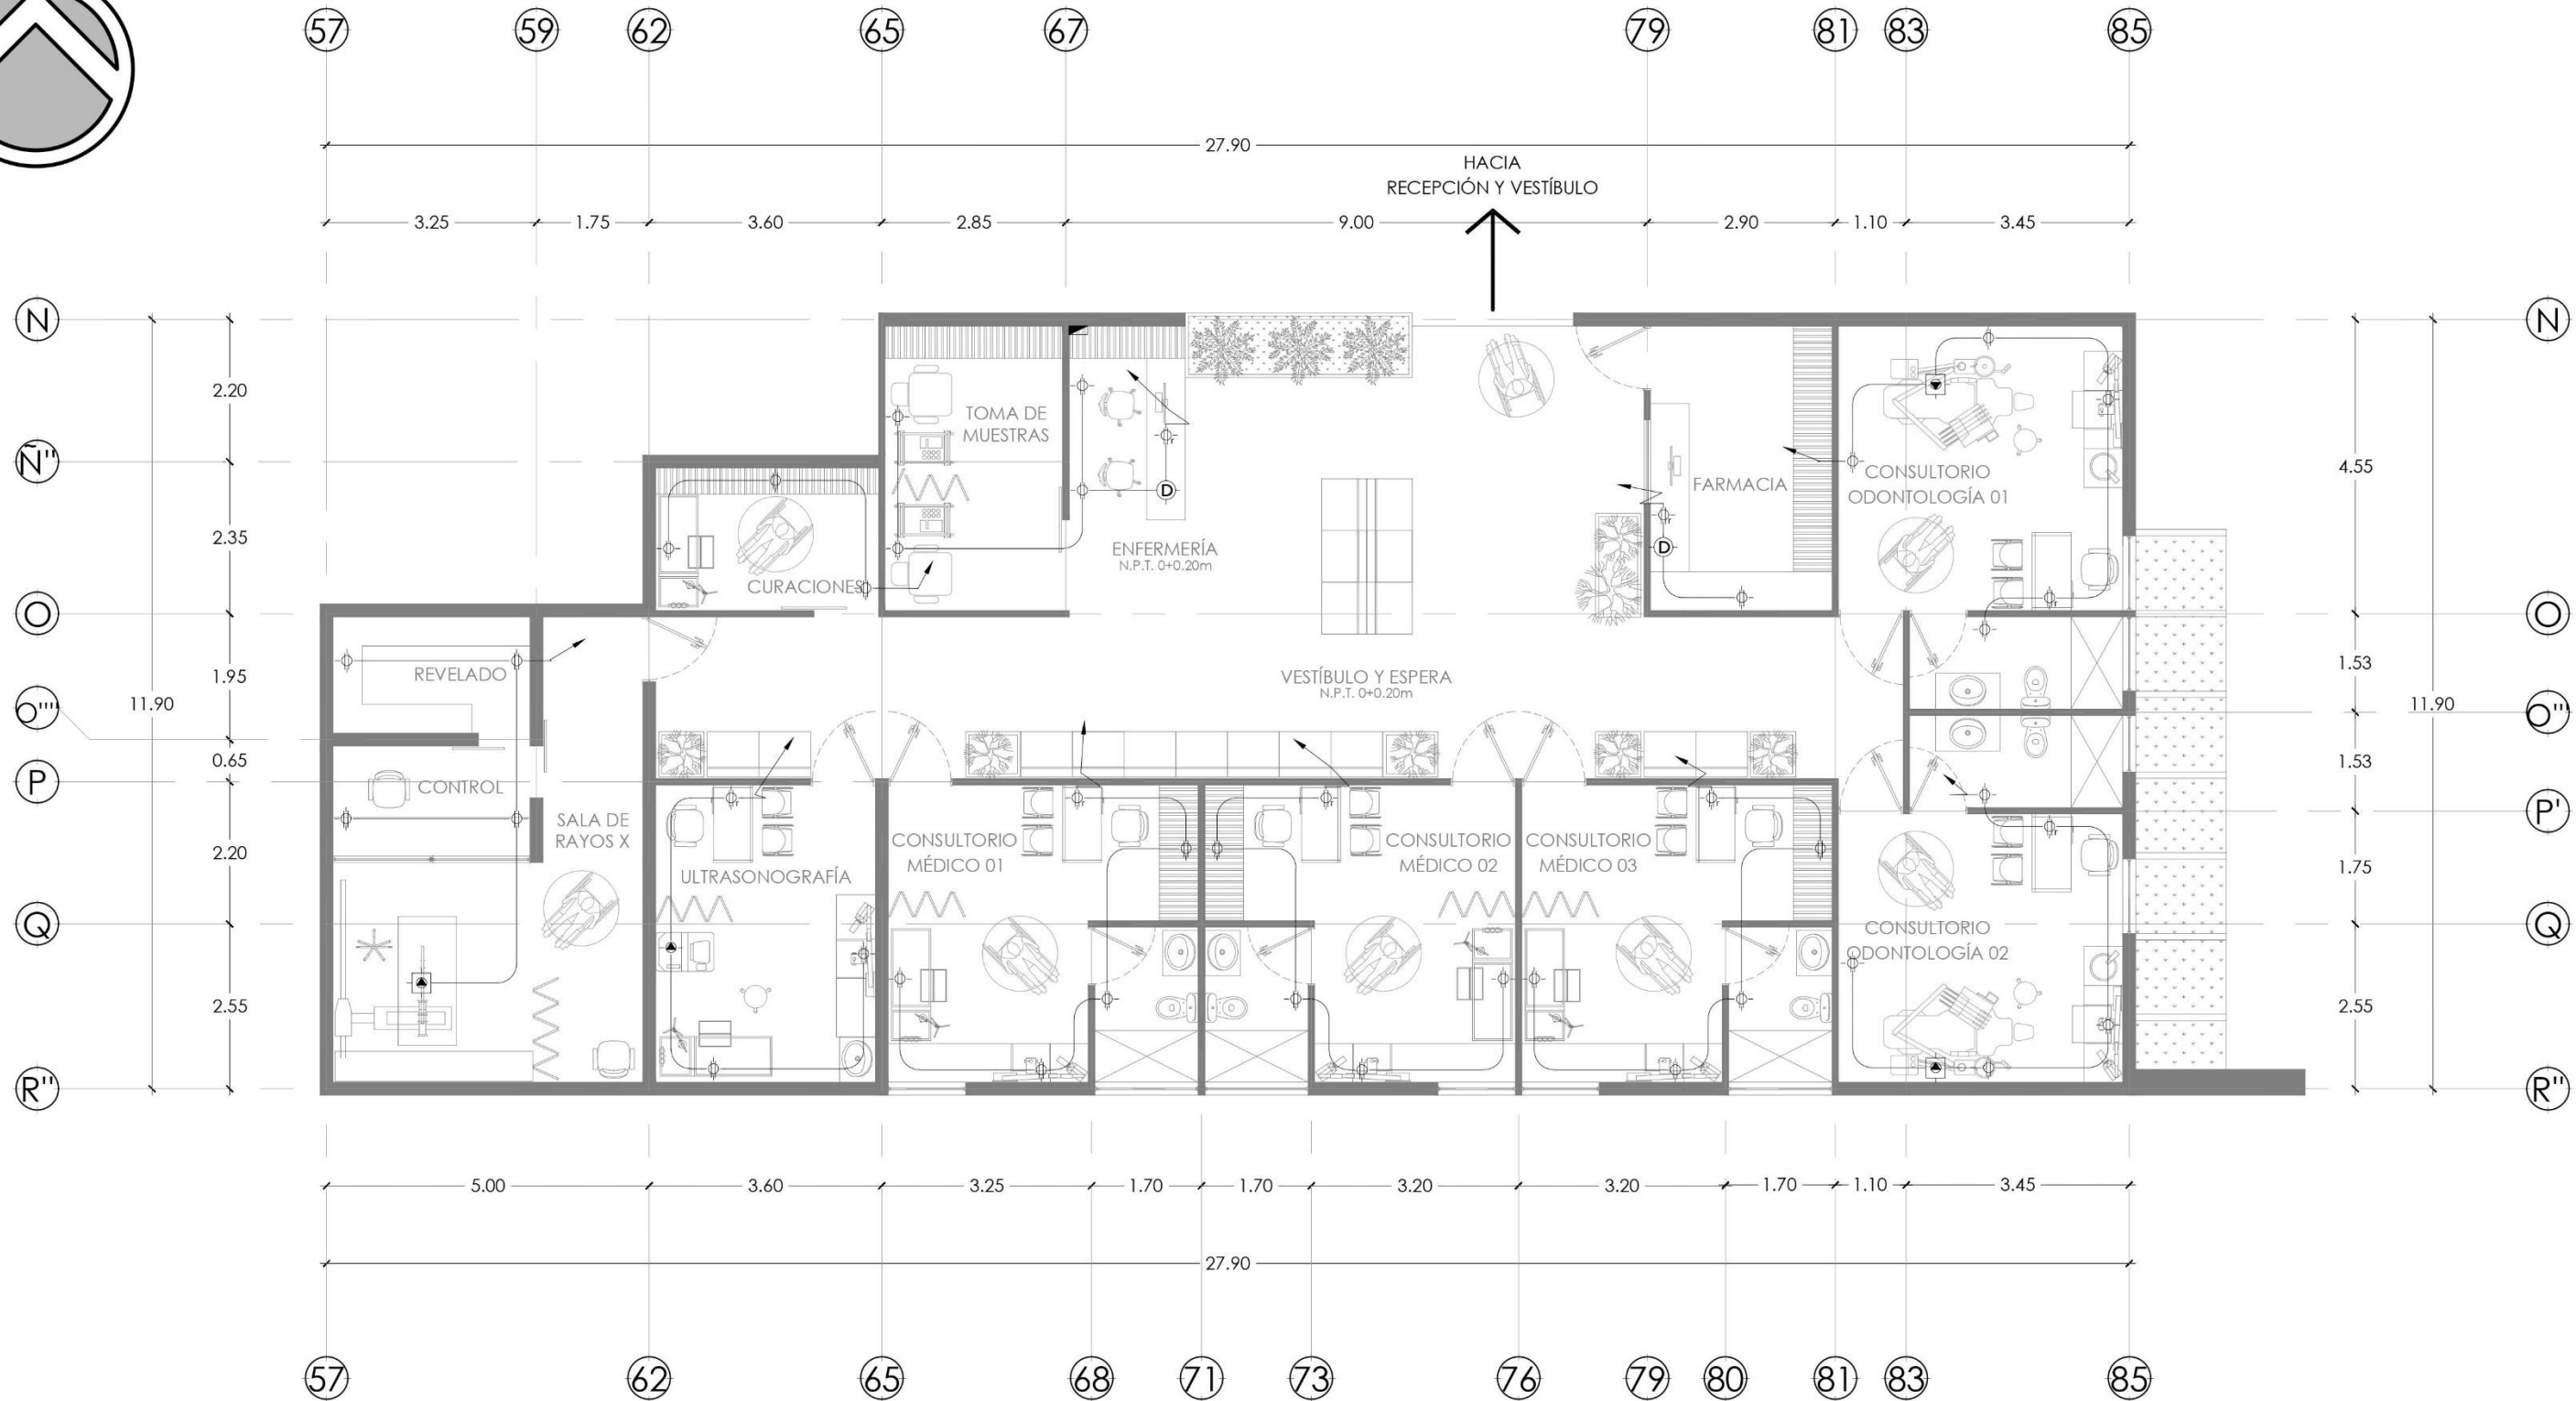 57 59 62 65 67 79 81 83 85
27.90
HACIA
RECEPCIÓN Y VESTÍBULO
3.25 1.75 3.60 2.85 9.00 2.90 1.10 3.45
N N
2.20
TOMA DE
MUESTRAS
Ñ"
4.55
CONSULTORIO
ODONTOLOGÍA 01
FARMACIA
D
2.35
D
ENFERMERÍA
N.P.T. 0+0.20m
CURACIONES
O O
1.95
REVELADO
1.53
VESTÍBULO Y ESPERA
N.P.T. 0+0.20m
11.90 11.90
O'''' O'''
0.65
1.53
P
CONTROL
P'
SALA DE
RAYOS X
CONSULTORIO
MÉDICO 01
CONSULTORIO
MÉDICO 02
CONSULTORIO
MÉDICO 03
2.20
1.75
ULTRASONOGRAFÍA
Q Q
CONSULTORIO
ODONTOLOGÍA 02
2.55 2.55
R" R"
5.00 3.60 3.25 1.70 1.70 3.20 3.20 1.70 1.10 3.45
27.90
57 62 65 68 71 73 76 79 80 81 83 85